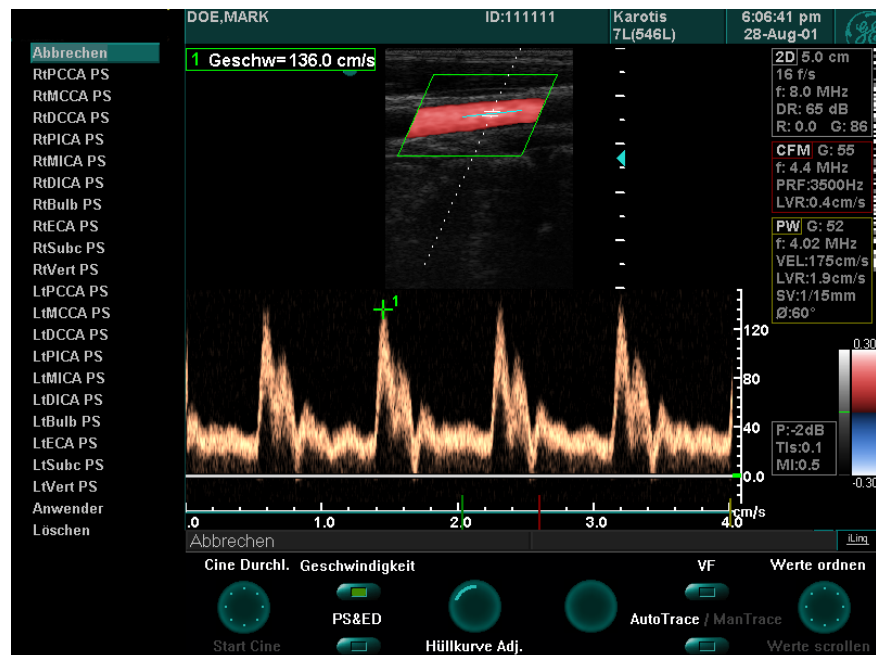 DOE,MARK ID:111111 Karotis 6:06:41 pm
7L(546L) 28-Aug-01
Abbrechen
RtPCCA PS
RtMCCA PS
RtDCCA PS
RtPICA PS
RtMICA PS
RtDICA PS
RtBulb PS
RtECA PS
RtSubc PS
RtVert PS
LtPCCA PS
LtMCCA PS
LtDCCA PS
LtPICA PS
LtMICA PS
LtDICA PS
LtBulb PS
LtECA PS
LtSubc PS
LtVert PS
Anwender
Löschen
1 Geschw=136.0 cm/s
2D 5.0 cm
16 f/s
f: 8.0 MHz
DR: 65 dB
R: 0.0 G: 86
CFM G: 55
f: 4.4 MHz
PRF:3500Hz
LVR:0.4cm/s
PW G: 52
f: 4.02 MHz
VEL:175cm/s
LVR:1.9cm/s
SV:1/15mm
Ø:60°
1
120
80
40
0.0
cm/s
0.30
-0.30
P:-2dB
TIs:0.1
MI:0.5
.0 1.0 2.0 3.0 4.0
Abbrechen iLinq
Cine Durchl. Geschwindigkeit VF Werte ordnen
PS&ED AutoTrace / ManTrace
Start Cine Hüllkurve Adj. Werte scrollen